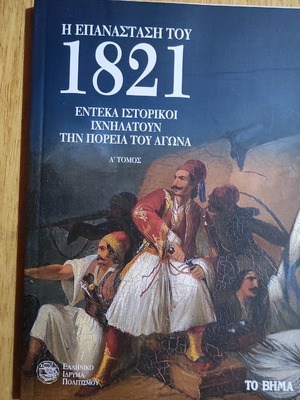 Η ΕΠΑΝΑΣΤΑΣΗ ΤΟΥ
1821
ΕΝΤΕΚΑ ΙΣΤΟΡΙΚΟΙ
ΙΧΝΗΛΑΤΟΥΝ
ΤΗΝ ΠΟΡΕΙΑ ΤΟΥ ΑΓΩΝΑ
Α΄ ΤΟΜΟΣ
ΕΛΛΗΝΙΚΟ
ΙΔΡΥΜΑ
ΠΟΛΙΤΙΣΜΟΥ
ΤΟ ΒΗΜΑ